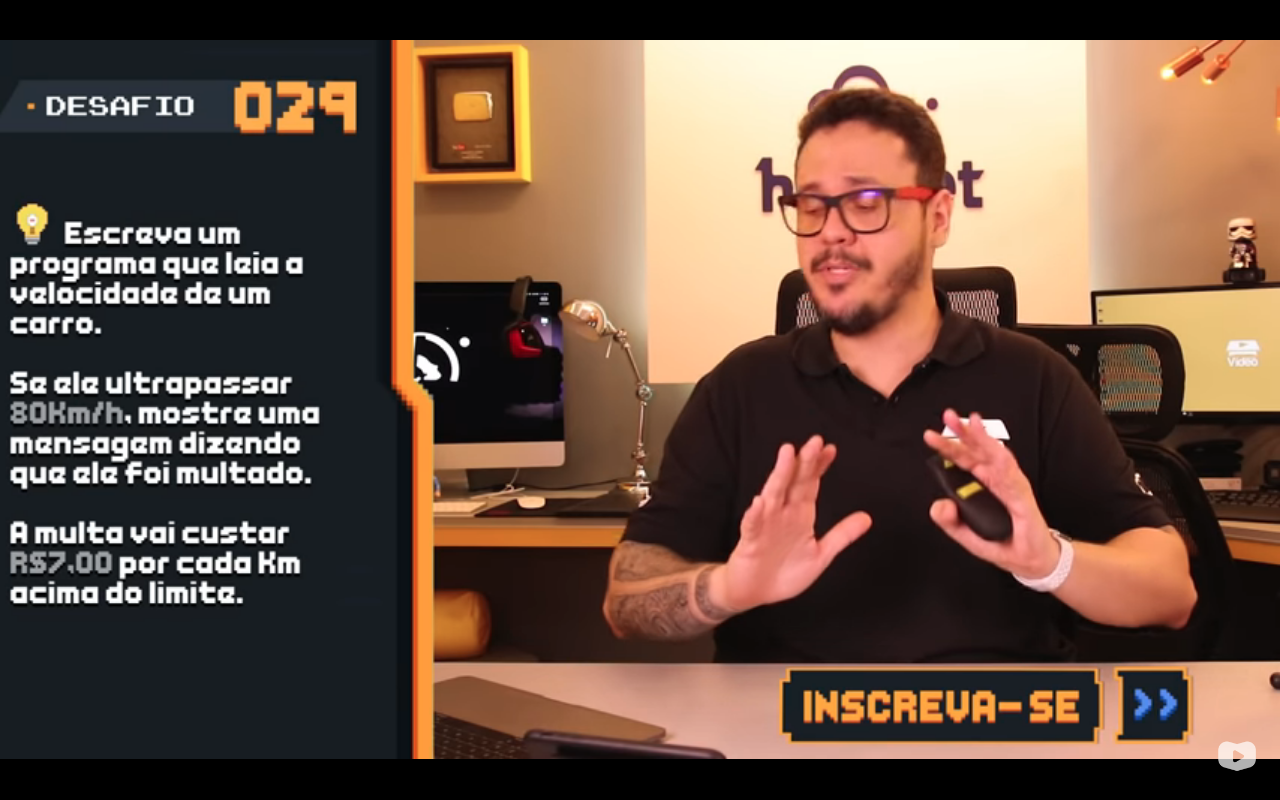 DESAFIO 029
Escreva um
programa que leia a
velocidade de um
carro.
Se ele ultrapassar
80Km/h, mostre uma
mensagem dizendo
que ele foi multado.
A multa vai custar
R$7,00 por cada Km
acima do limite.
Vídeo
INSCREVA-SE